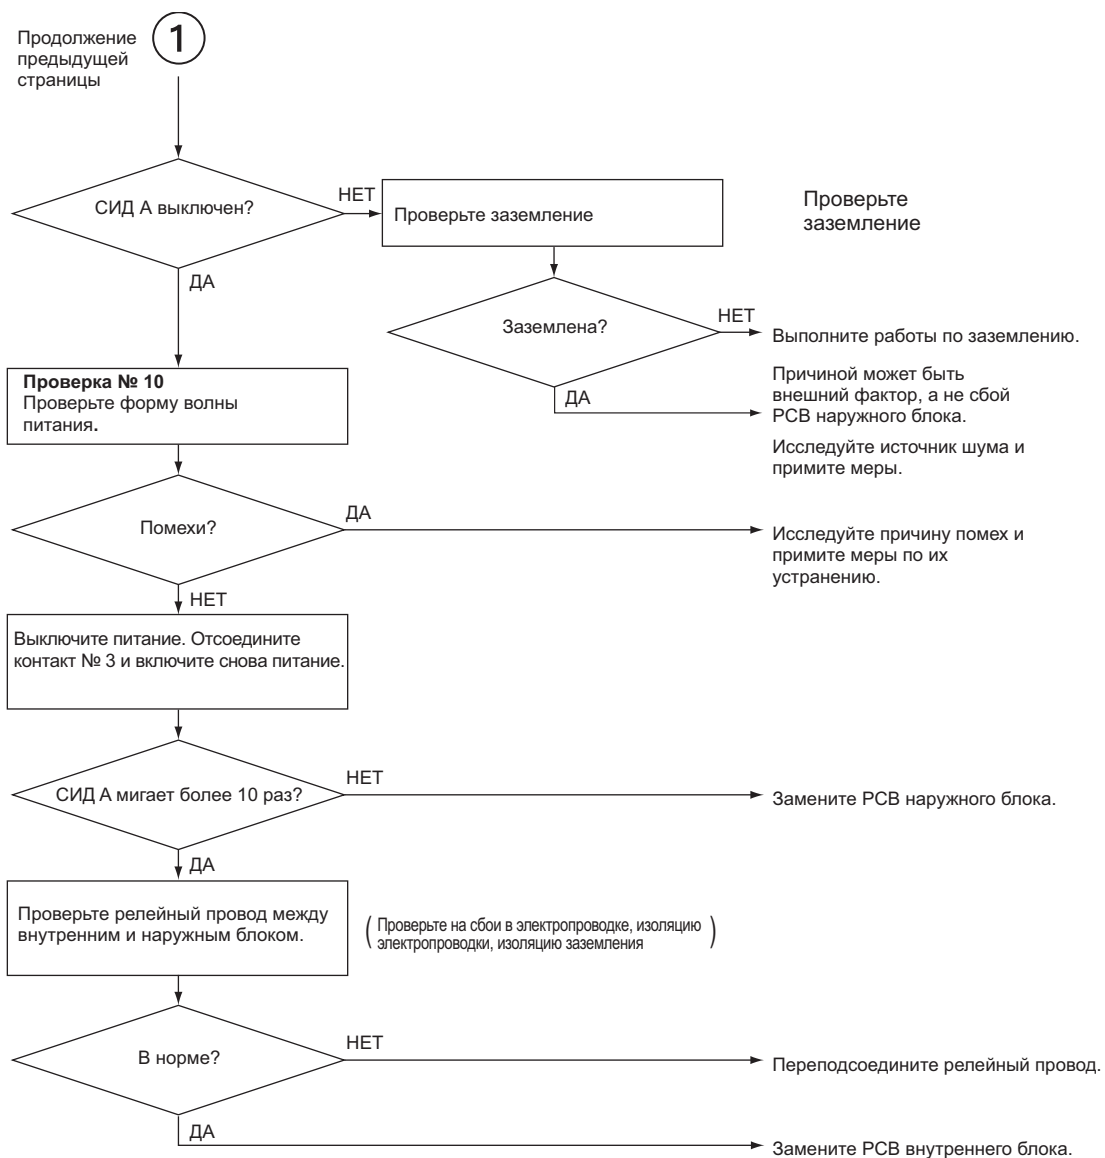 Продолжение
предыдущей
страницы
1
СИД А выключен?
НЕТ
Проверьте заземление
Проверьте
заземление
ДА
Заземлена?
НЕТ
Выполните работы по заземлению.
ДА
Причиной может быть
внешний фактор, а не сбой
PCB наружного блока.
Исследуйте источник шума и
примите меры.
Проверка № 10
Проверьте форму волны
питания.
Помехи?
ДА
Исследуйте причину помех и
примите меры по их
устранению.
НЕТ
Выключите питание. Отсоедините
контакт № 3 и включите снова питание.
СИД А мигает более 10 раз?
НЕТ
Замените PCB наружного блока.
ДА
Проверьте релейный провод между
внутренним и наружным блоком.
( Проверьте на сбои в электропроводке, изоляцию
электропроводки, изоляцию заземления )
В норме?
НЕТ
Переподсоедините релейный провод.
ДА
Замените PCB внутреннего блока.